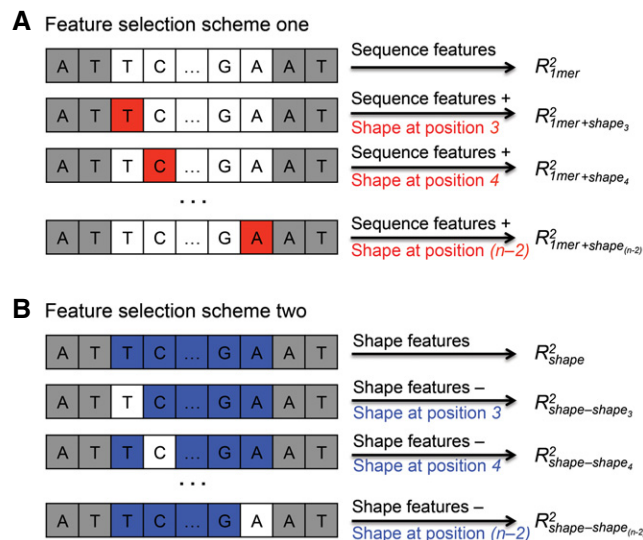 A Feature selection scheme one
A T T C ... G A A T
Sequence features
R²1mer
A T T C ... G A A T
Sequence features +
Shape at position 3
R²1mer+shape3
A T T C ... G A A T
Sequence features +
Shape at position 4
R²1mer+shape4
...
A T T C ... G A A T
Sequence features +
Shape at position (n–2)
R²1mer+shape(n-2)
B Feature selection scheme two
A T T C ... G A A T
Shape features
R²shape
A T T C ... G A A T
Shape features –
Shape at position 3
R²shape–shape3
A T T C ... G A A T
Shape features –
Shape at position 4
R²shape–shape4
...
A T T C ... G A A T
Shape features –
Shape at position (n–2)
R²shape–shape(n-2